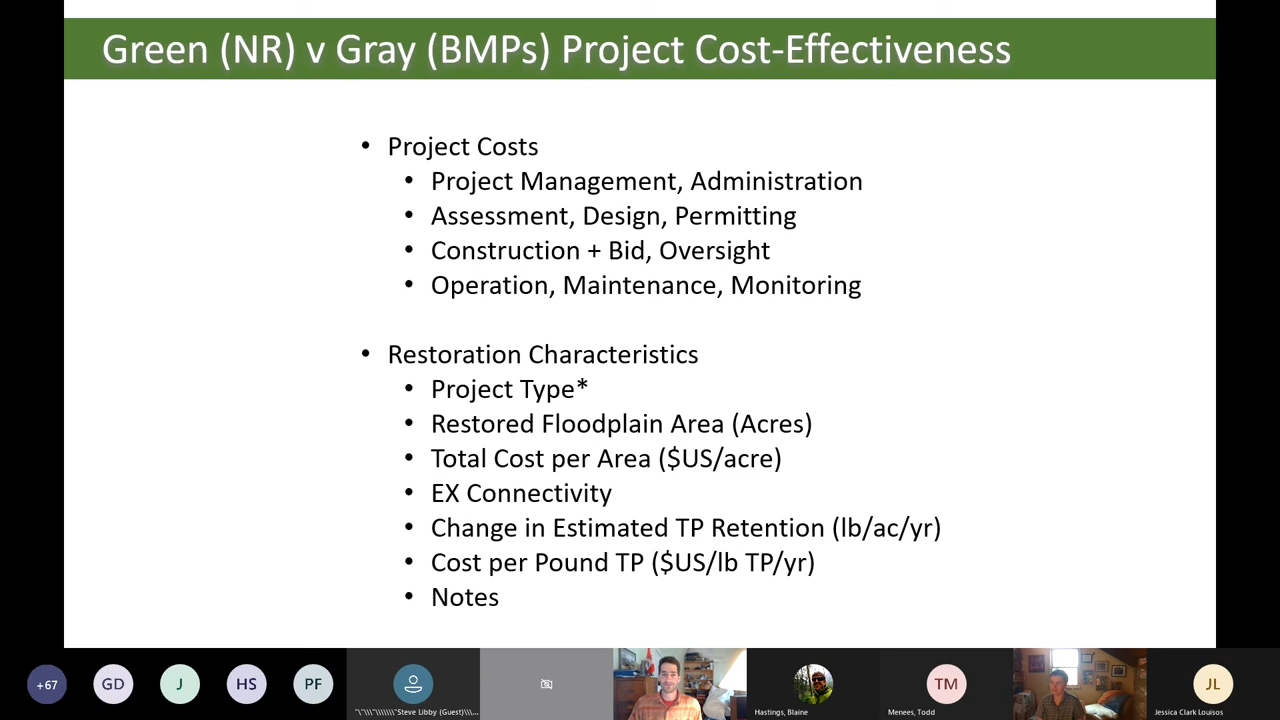 Green (NR) v Gray (BMPs) Project Cost-Effectiveness
• Project Costs
• Project Management, Administration
• Assessment, Design, Permitting
• Construction + Bid, Oversight
• Operation, Maintenance, Monitoring
• Restoration Characteristics
• Project Type*
• Restored Floodplain Area (Acres)
• Total Cost per Area ($US/acre)
• EX Connectivity
• Change in Estimated TP Retention (lb/ac/yr)
• Cost per Pound TP ($US/lb TP/yr)
• Notes
+67 GD J HS PF TM JL
"\"\\\"\\\\\\\"Steve Libby (Guest)\\\... Hastings, Blaine Menees, Todd Jessica Clark Louisos